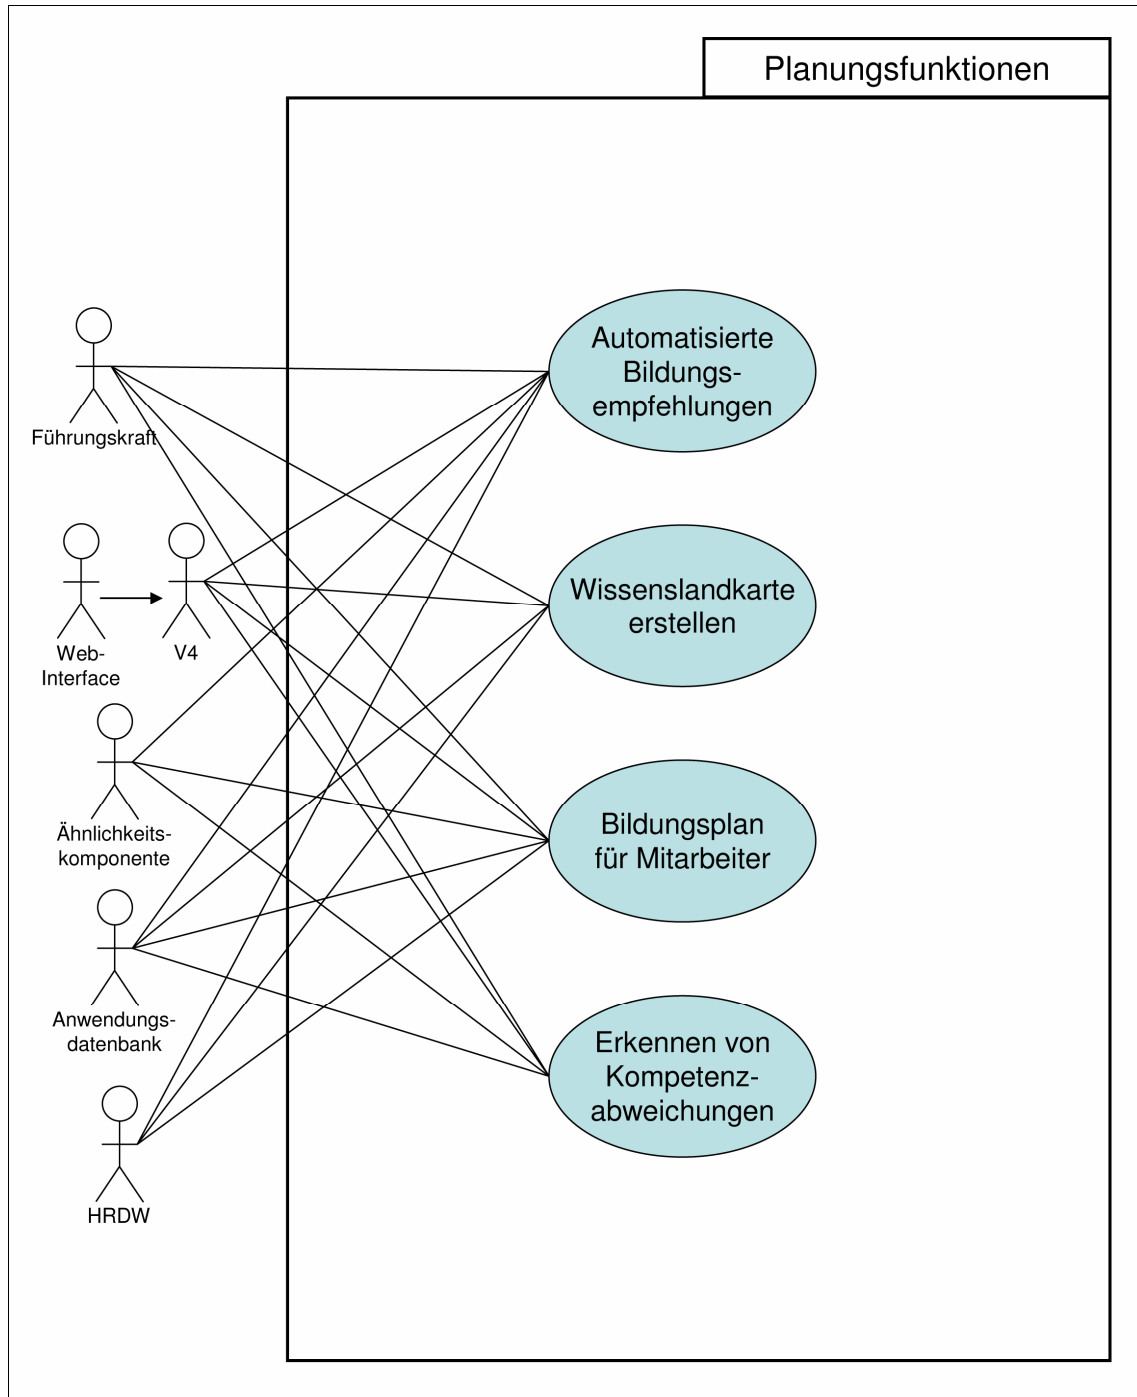 Planungsfunktionen
Führungskraft
Web-
Interface
V4
Ähnlichkeits-
komponente
Anwendungs-
datenbank
HRDW
Automatisierte
Bildungs-
empfehlungen
Wissenslandkarte
erstellen
Bildungsplan
für Mitarbeiter
Erkennen von
Kompetenz-
abweichungen